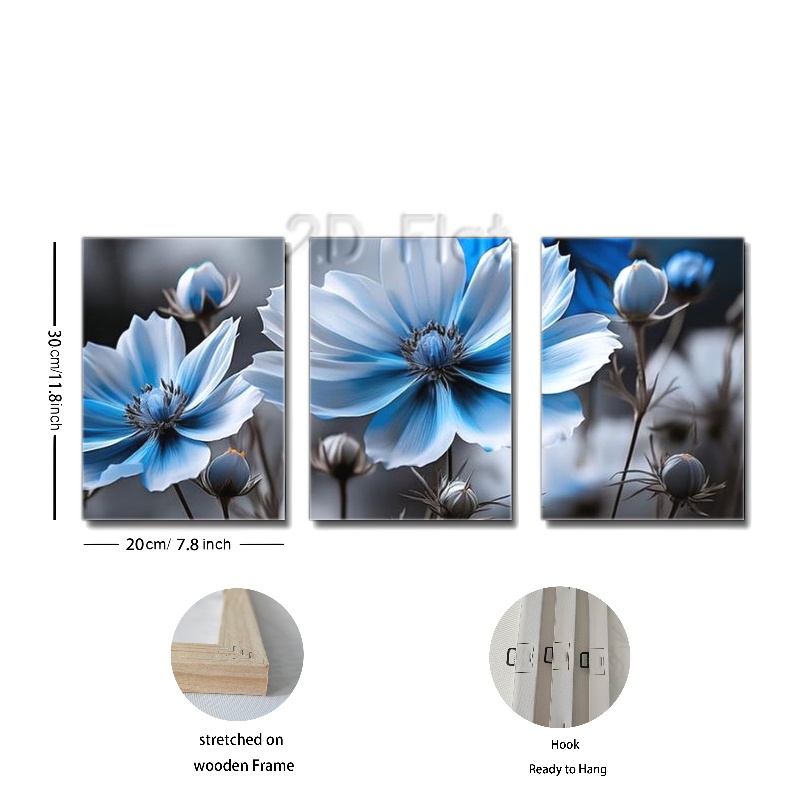 2D Flat
30cm/11.8inch
20cm/ 7.8 inch
stretched on
wooden Frame
Hook
Ready to Hang